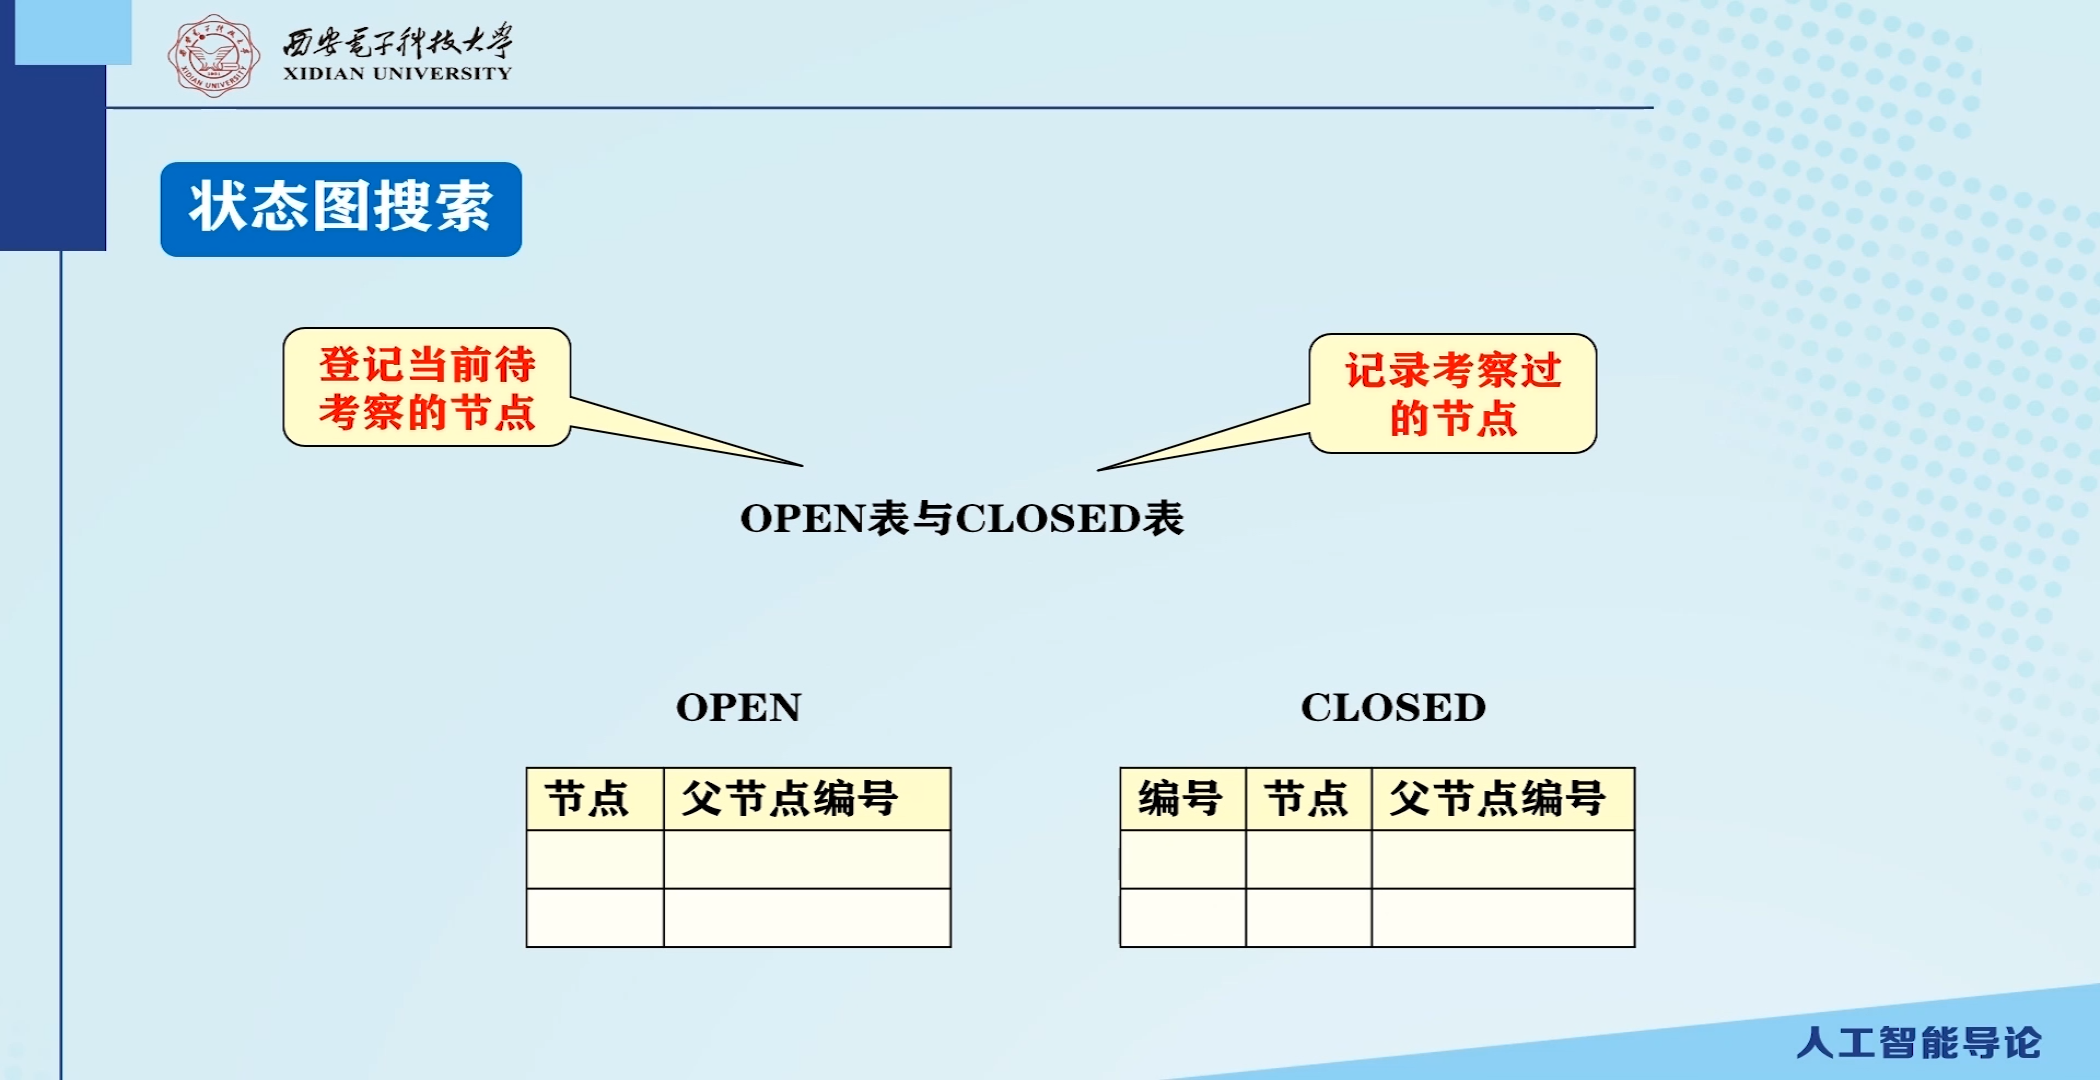 西安电子科技大学
XIDIAN UNIVERSITY
状态图搜索
登记当前待
考察的节点
记录考察过
的节点
OPEN表与CLOSED表
OPEN
CLOSED
节点 父节点编号
编号 节点 父节点编号
人工智能导论